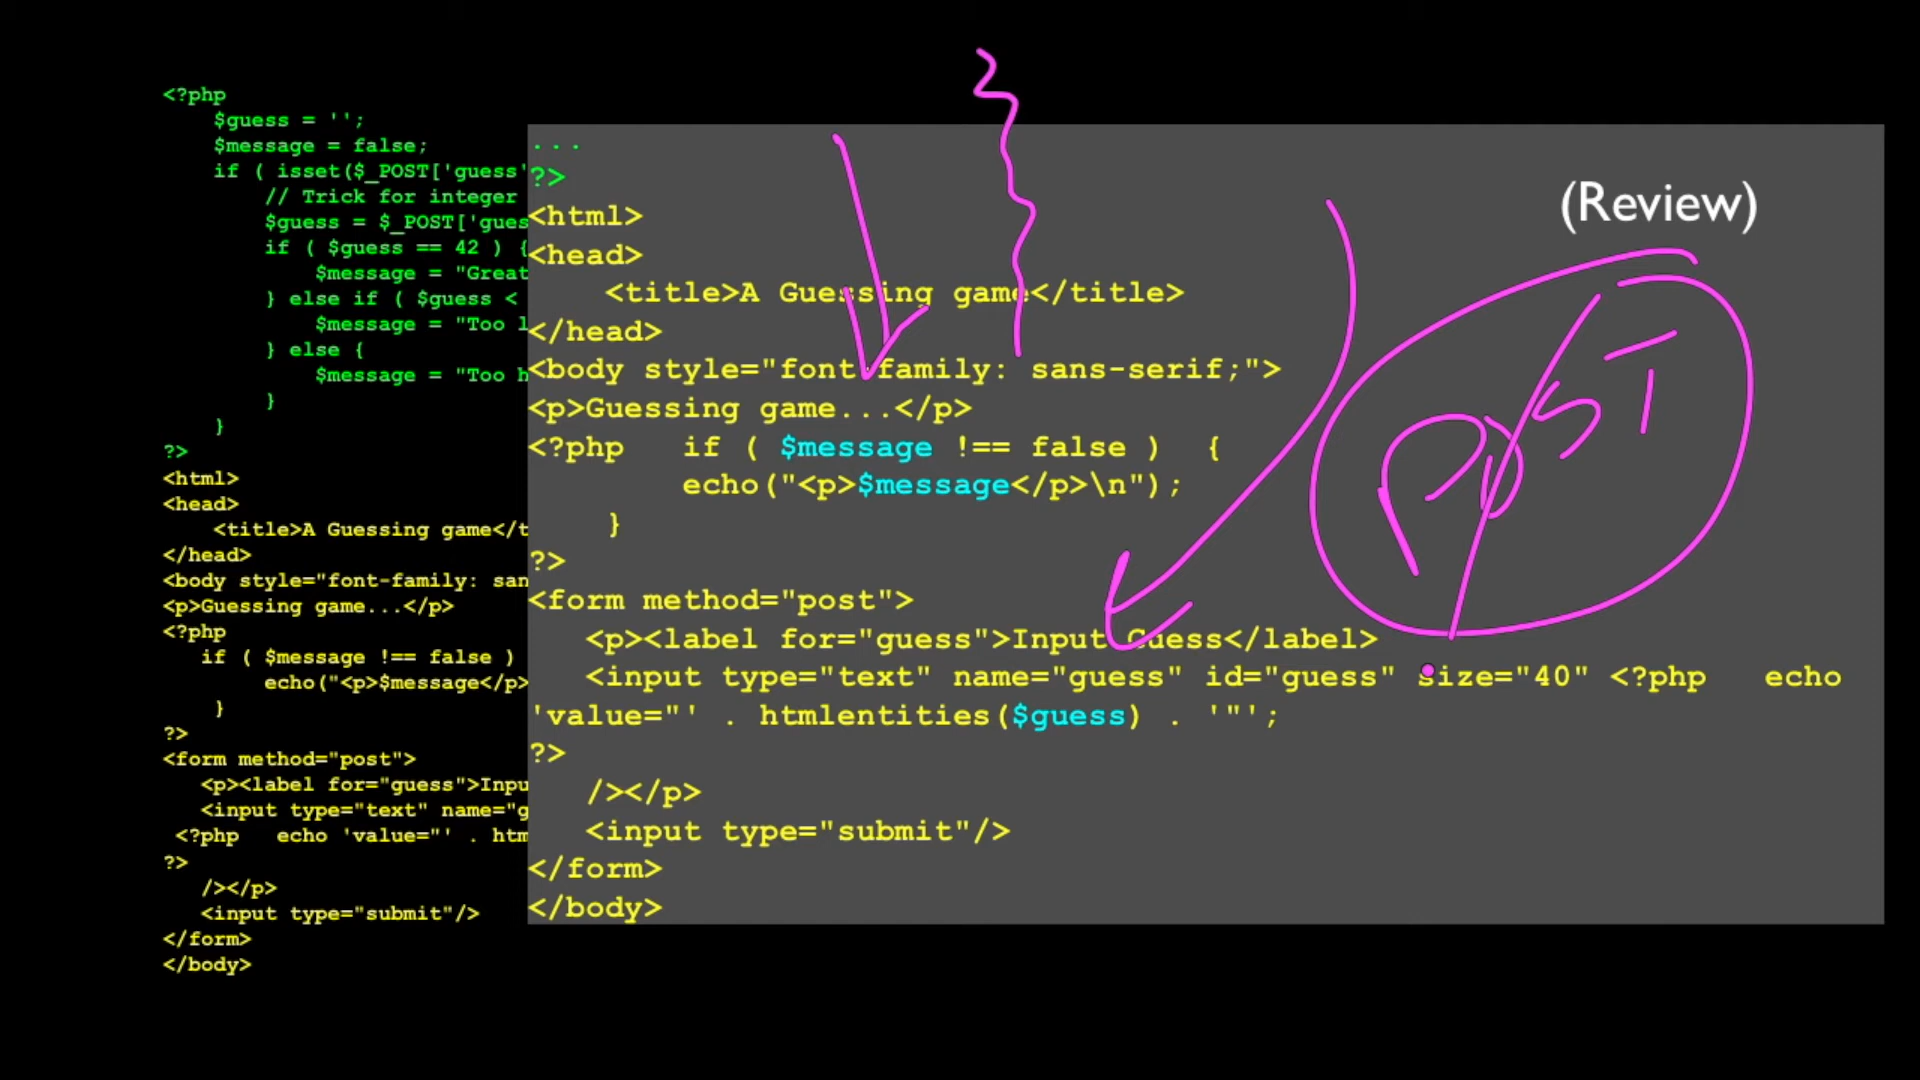 <?php
$guess = '';
$message = false;
if ( isset($_POST['guess'
// Trick for integer
$guess = $_POST['gues
if ( $guess == 42 ) {
$message = "Great
} else if ( $guess <
$message = "Too l
} else {
$message = "Too h
}
}
?>
<html>
<head>
<title>A Guessing game</t
</head>
<body style="font-family: san
<p>Guessing game...</p>
<?php
if ( $message !== false )
echo("<p>$message</p>
}
?>
<form method="post">
<p><label for="guess">Inpu
<input type="text" name="g
<?php   echo 'value="' . htm
?>
/></p>
<input type="submit"/>
</form>
</body>
...
?>
<html>
<head>
<title>A Guessing game</title>
</head>
<body style="font-family: sans-serif;">
<p>Guessing game...</p>
<?php   if ( $message !== false )  {
echo("<p>$message</p>\n");
}
?>
<form method="post">
<p><label for="guess">Input Guess</label>
<input type="text" name="guess" id="guess" size="40" <?php   echo
'value="' . htmlentities($guess) . '"';
?>
/></p>
<input type="submit"/>
</form>
</body>
(Review)